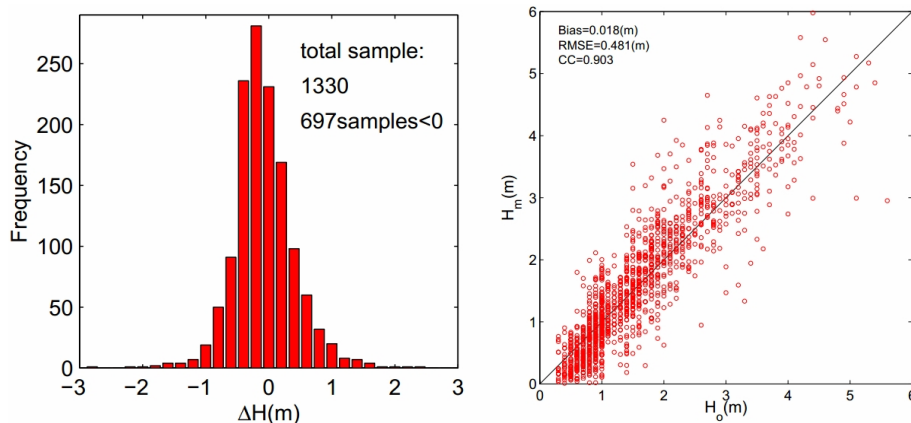 total sample:
1330
697samples<0
Frequency
250
200
150
100
50
0
−3 −2 −1 0 1 2 3
ΔH(m)
Bias=0.018(m)
RMSE=0.481(m)
CC=0.903
H_m(m)
6
5
4
3
2
1
0
0 1 2 3 4 5 6
H_o(m)